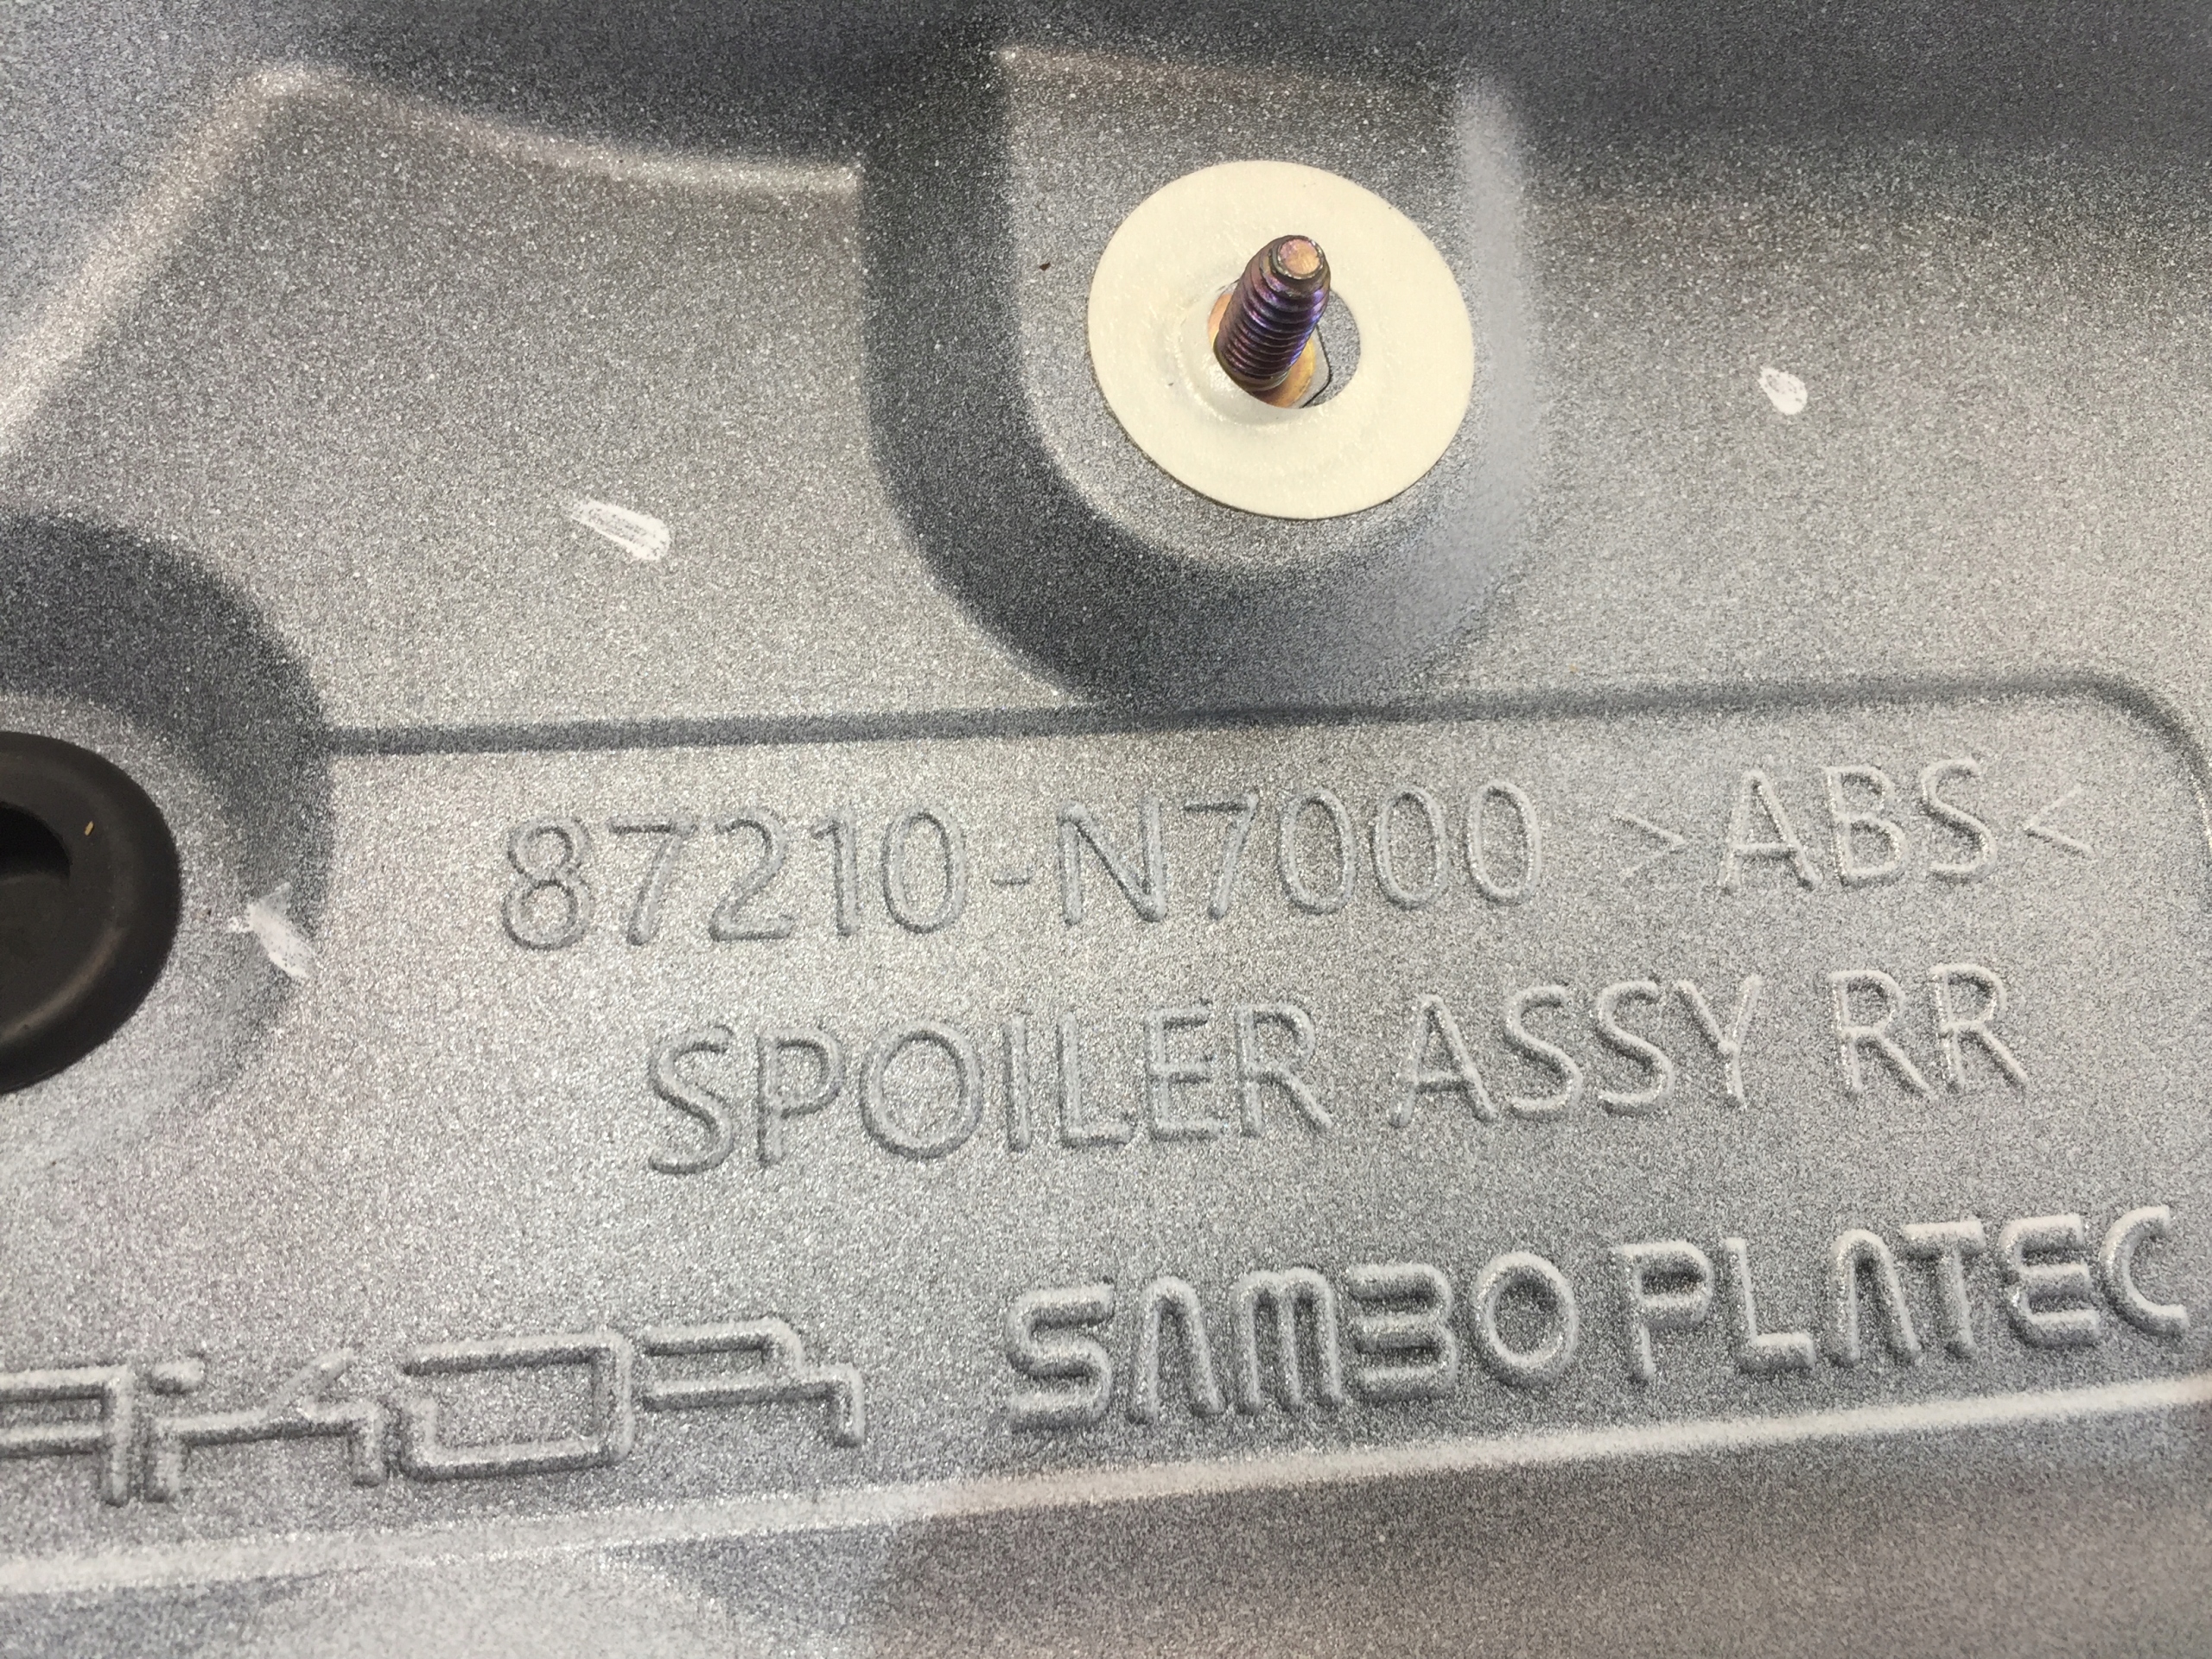 87210-N7000 >ABS<
SPOILER ASSY RR
SAMBO PLATEC